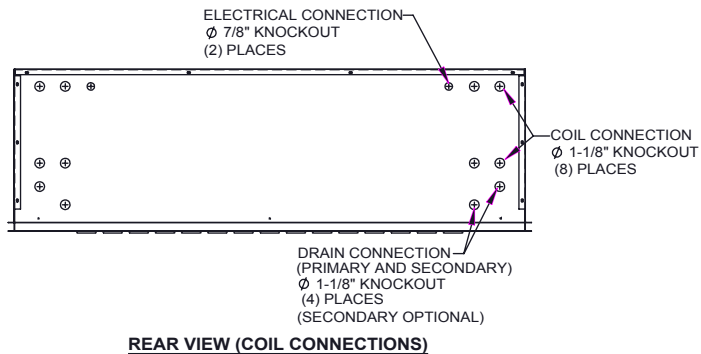 ELECTRICAL CONNECTION
Ø 7/8" KNOCKOUT
(2) PLACES
COIL CONNECTION
Ø 1-1/8" KNOCKOUT
(8) PLACES
DRAIN CONNECTION
(PRIMARY AND SECONDARY)
Ø 1-1/8" KNOCKOUT
(4) PLACES
(SECONDARY OPTIONAL)
REAR VIEW (COIL CONNECTIONS)